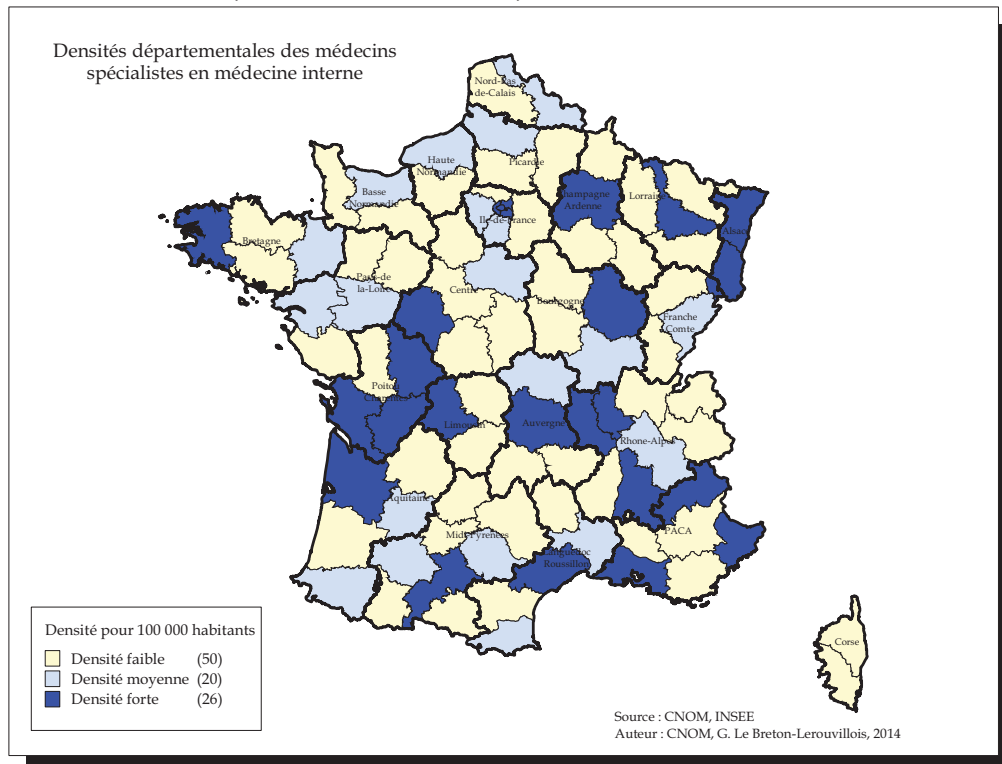 Densités départementales des médecins
spécialistes en médecine interne
Nord-Pas
de-Calais
Haute
Normandie
Picardie
Basse
Normandie
Ile-de-France
Champagne
Ardenne
Lorraine
Alsace
Bretagne
Pays-de
la-Loire
Centre
Bourgogne
Franche
Comte
Poitou
Charentes
Limousin
Auvergne
Rhone-Alpes
Aquitaine
Midi-Pyrenees
Languedoc
Roussillon
PACA
Corse
Densité pour 100 000 habitants
Densité faible (50)
Densité moyenne (20)
Densité forte (26)
Source : CNOM, INSEE
Auteur : CNOM, G. Le Breton-Lerouvillois, 2014